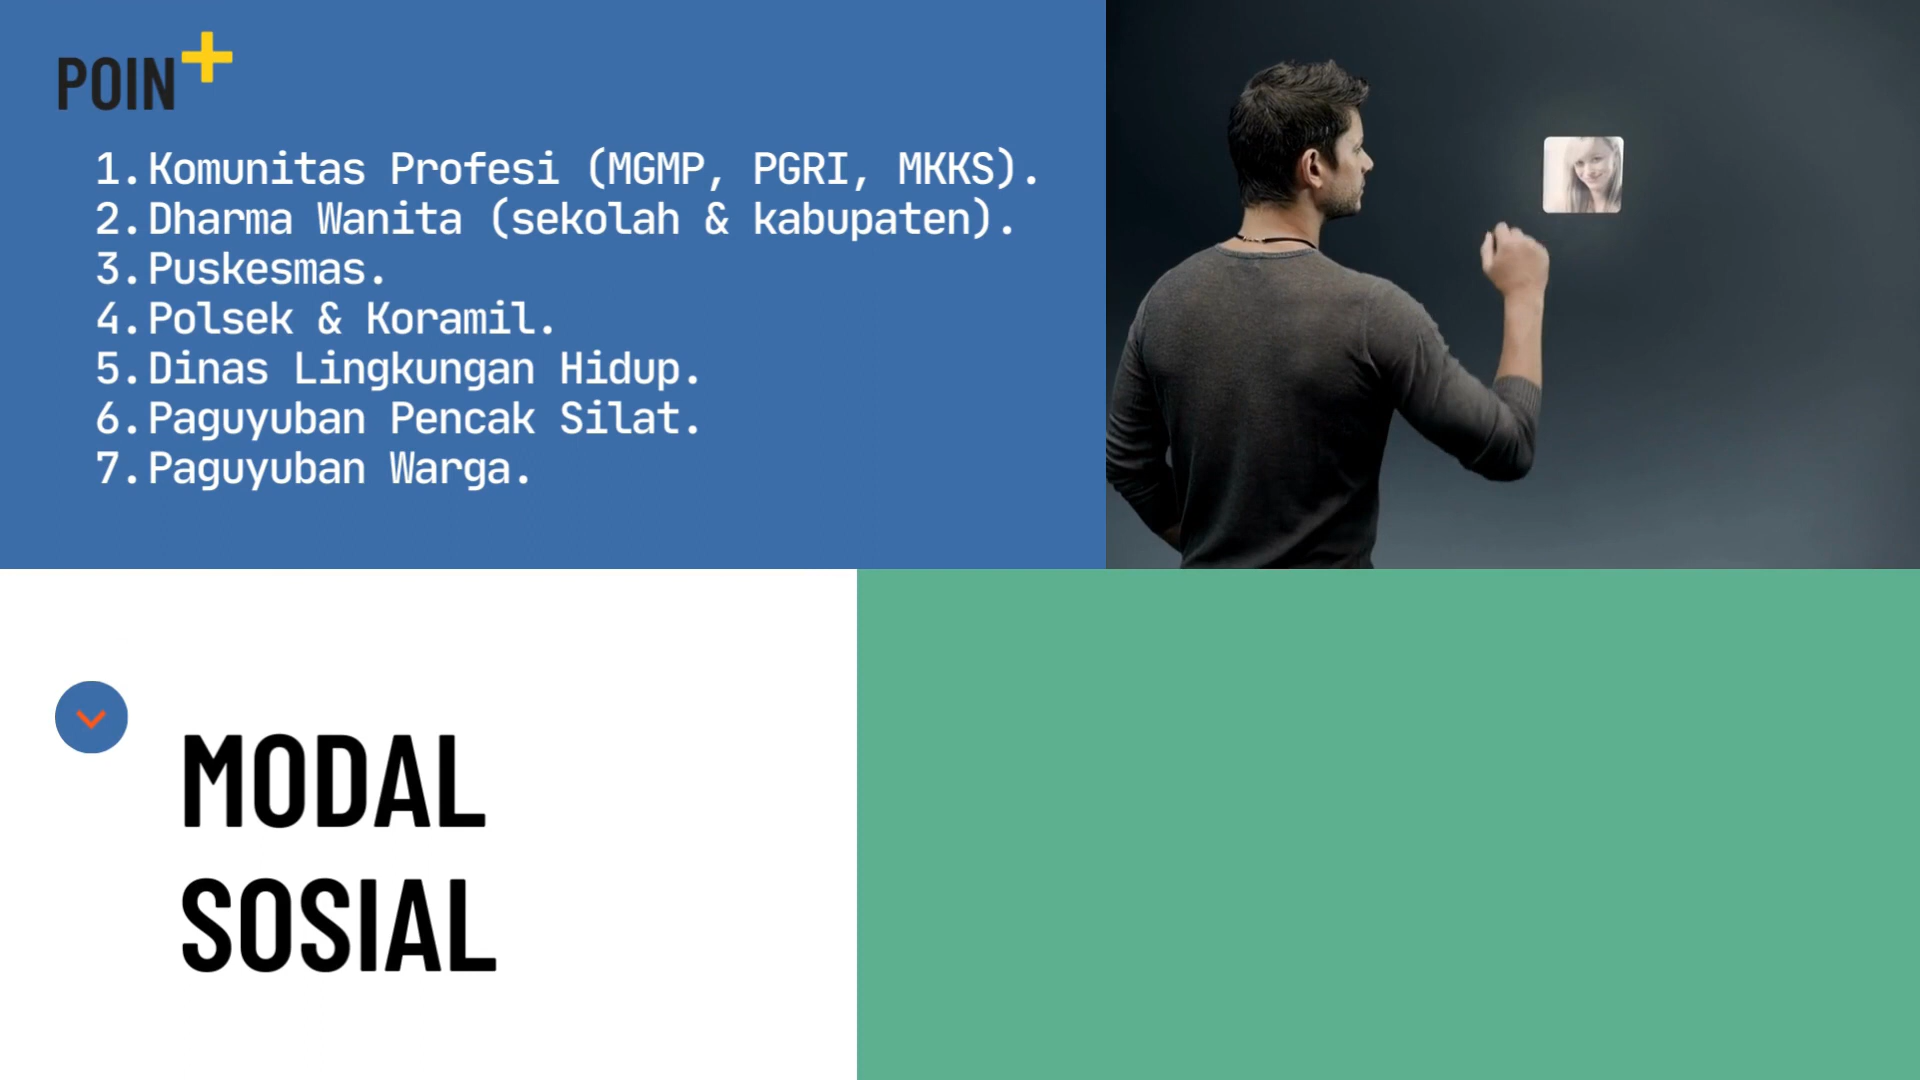 POIN+
1. Komunitas Profesi (MGMP, PGRI, MKKS).
2. Dharma Wanita (sekolah & kabupaten).
3. Puskesmas.
4. Polsek & Koramil.
5. Dinas Lingkungan Hidup.
6. Paguyuban Pencak Silat.
7. Paguyuban Warga.
MODAL
SOSIAL